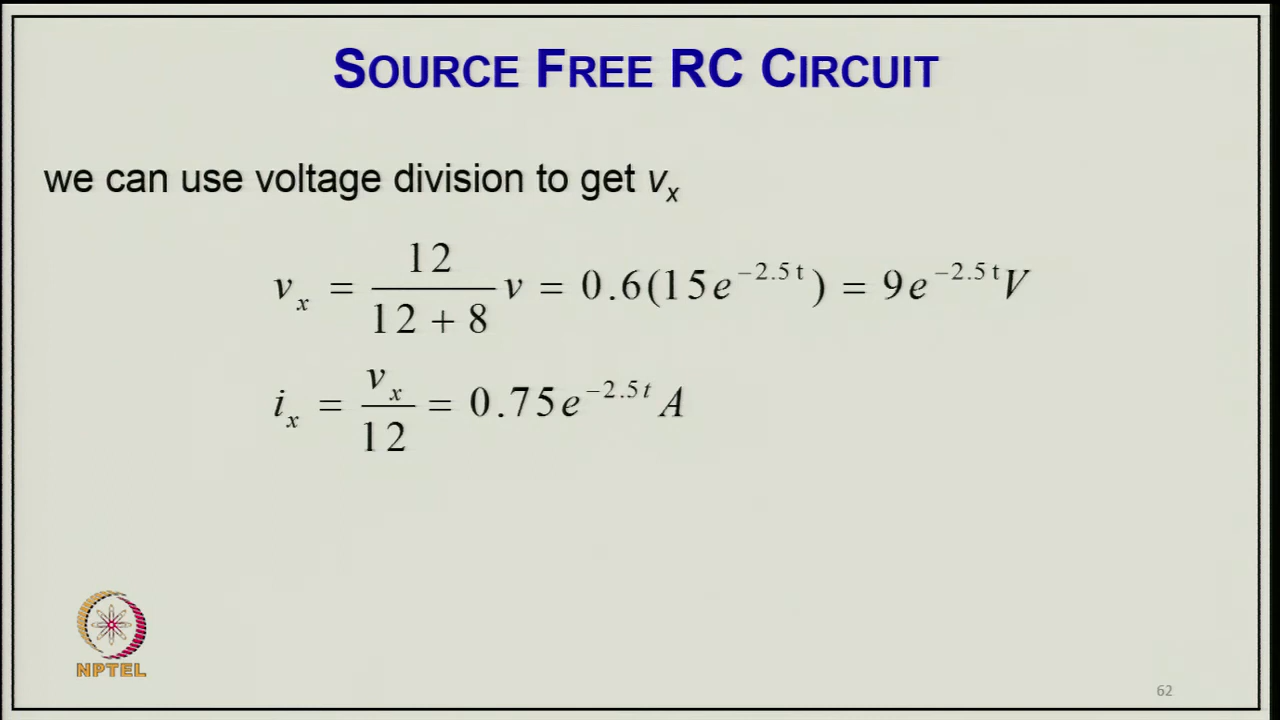 SOURCE FREE RC CIRCUIT
we can use voltage division to get vₓ
vₓ = 12/(12 + 8) v = 0.6(15e^(−2.5t)) = 9e^(−2.5t) V
iₓ = vₓ/12 = 0.75e^(−2.5t) A
NPTEL
62